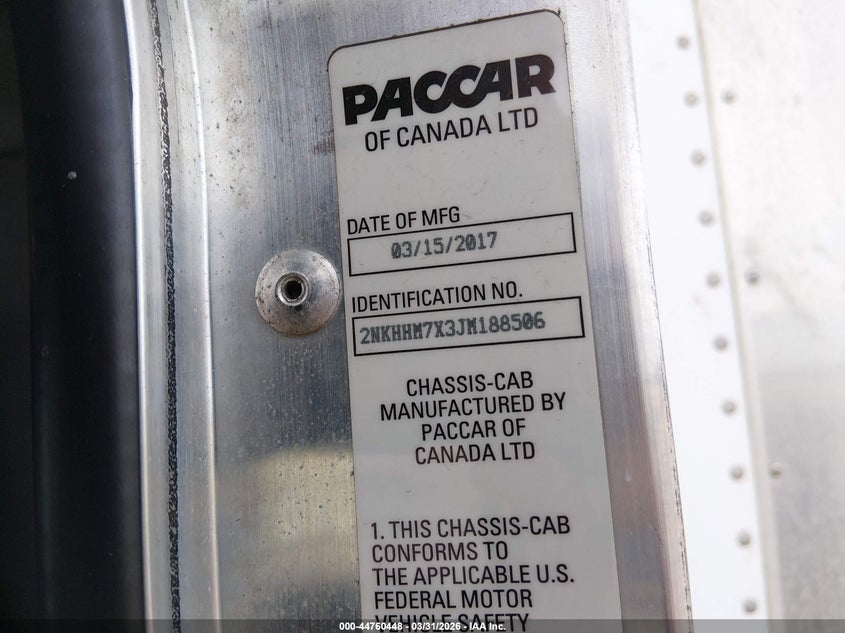 PACCAR
OF CANADA LTD
DATE OF MFG
03/15/2017
IDENTIFICATION NO.
2NKHHM7X3JM188506
CHASSIS-CAB
MANUFACTURED BY
PACCAR OF
CANADA LTD
1. THIS CHASSIS-CAB
CONFORMS TO
THE APPLICABLE U.S.
FEDERAL MOTOR
VEHICLE SAFETY
000-44760448 - 03/31/2026 - IAA Inc.